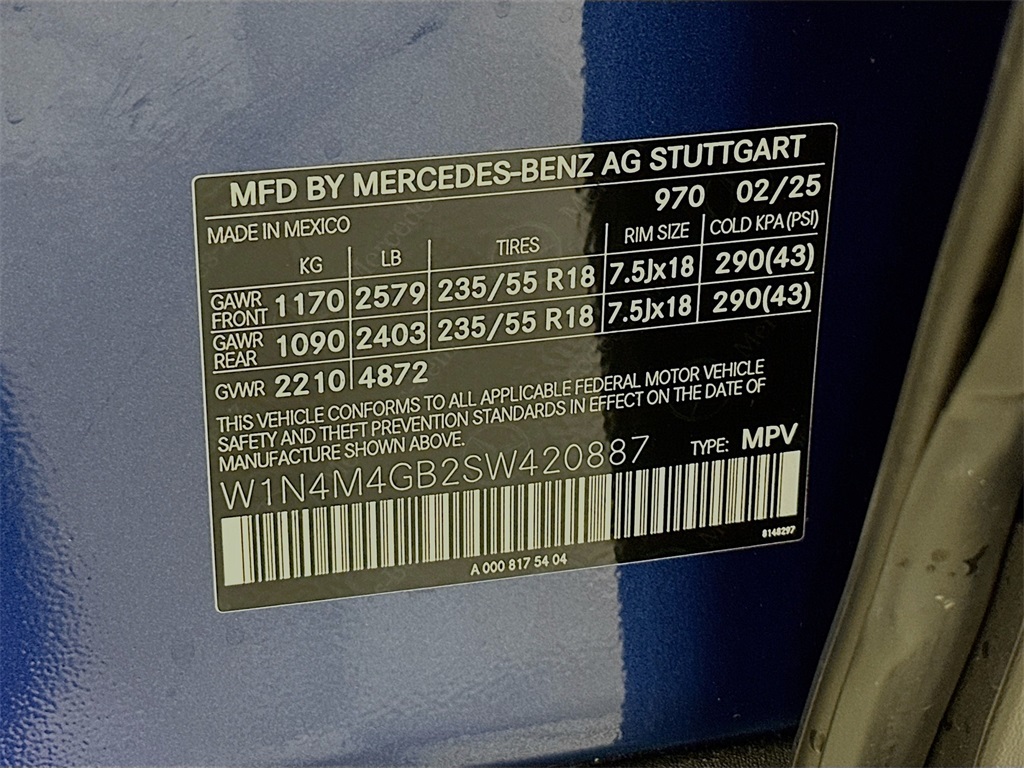 MFD BY MERCEDES-BENZ AG STUTTGART
970 02/25
MADE IN MEXICO
KG LB TIRES RIM SIZE COLD KPA (PSI)
GAWR FRONT 1170 2579 235/55 R18 7.5Jx18 290(43)
GAWR REAR 1090 2403 235/55 R18 7.5Jx18 290(43)
GVWR 2210 4872
THIS VEHICLE CONFORMS TO ALL APPLICABLE FEDERAL MOTOR VEHICLE
SAFETY AND THEFT PREVENTION STANDARDS IN EFFECT ON THE DATE OF
MANUFACTURE SHOWN ABOVE.
W1N4M4GB2SW420887 TYPE: MPV
8148297
A 000 817 54 04